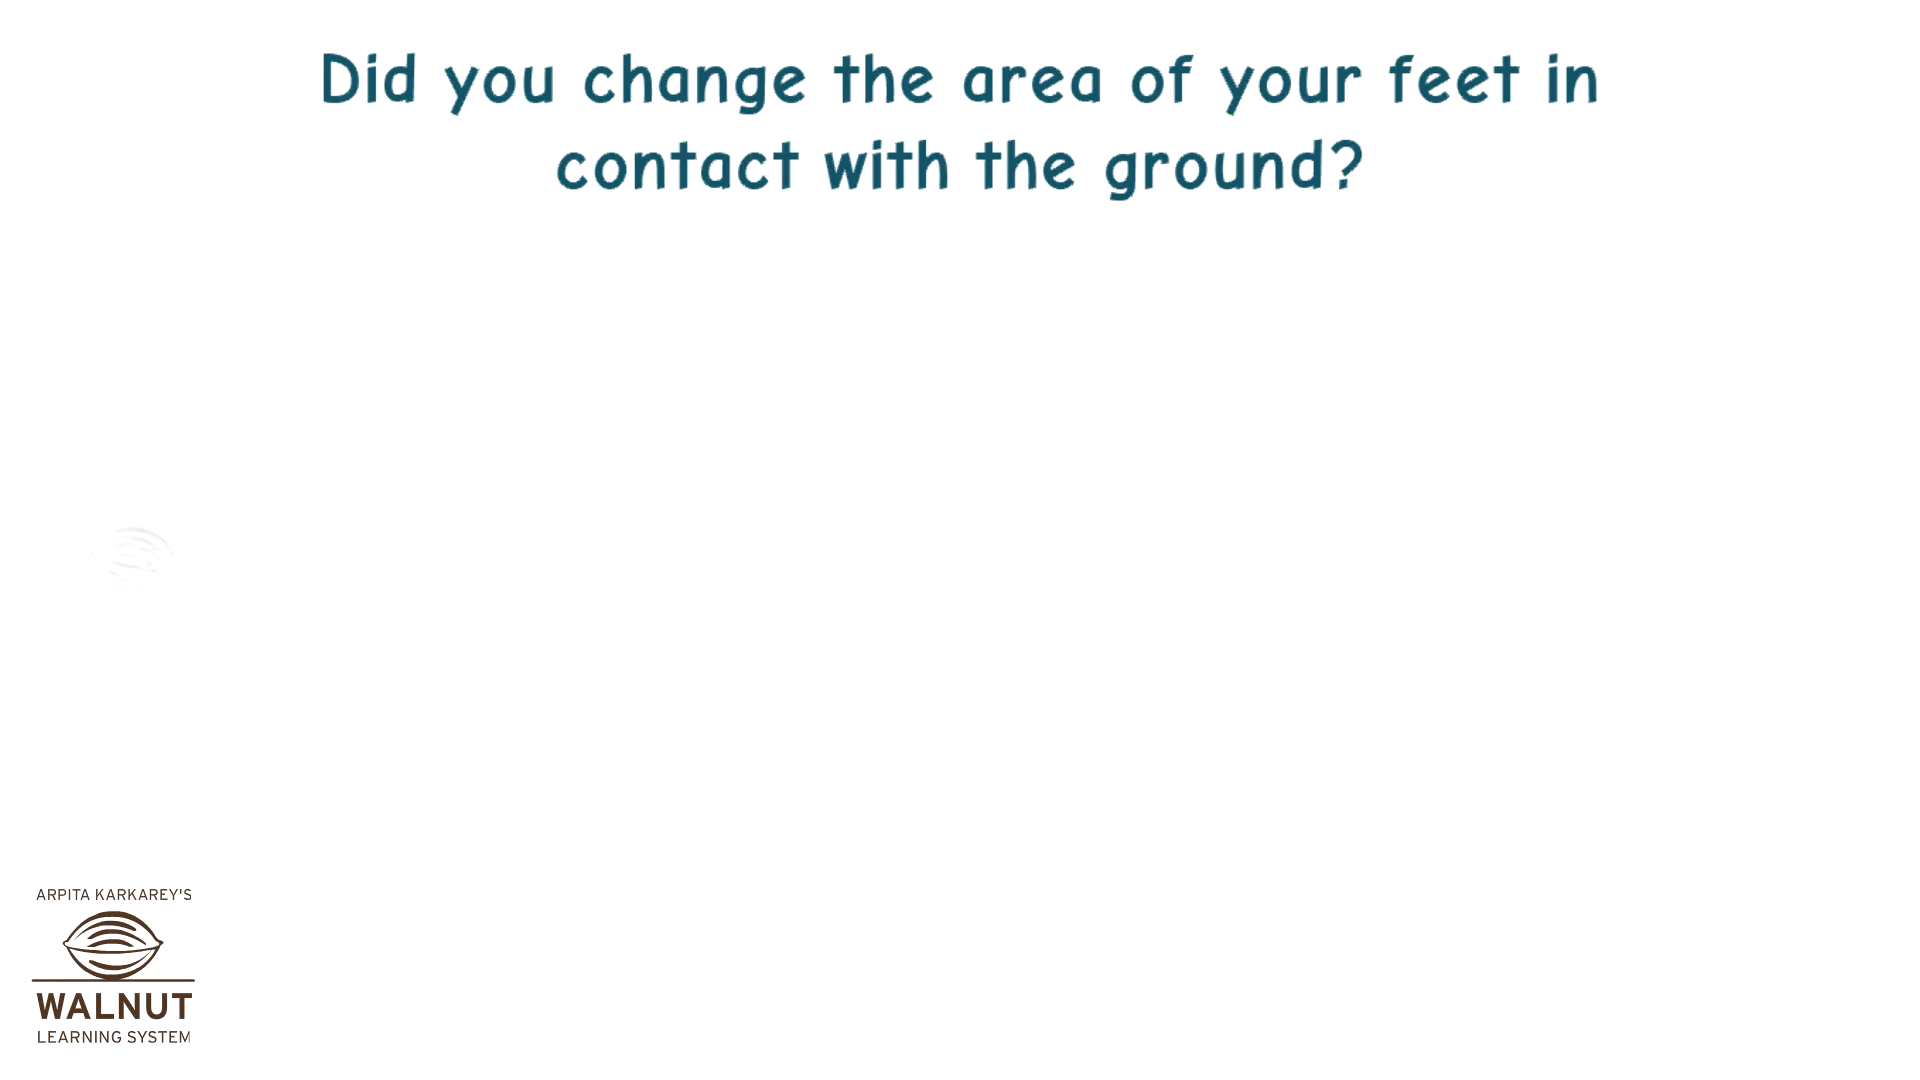 Did you change the area of your feet in
contact with the ground?
ARPITA KARKAREY'S
WALNUT
LEARNING SYSTEM